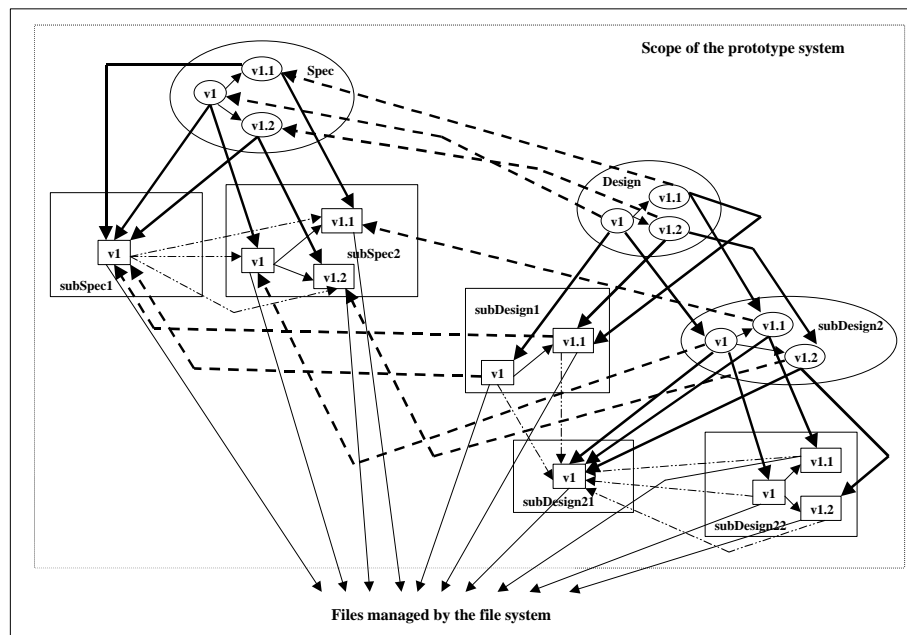 Scope of the prototype system
v1.1
Spec
v1
v1.2
Design
v1.1
v1
v1.2
v1
subSpec1
v1.1
v1
subSpec2
v1.2
subDesign1
v1.1
v1
v1.1
subDesign2
v1
v1.2
v1
subDesign21
v1.1
v1
v1.2
subDesign22
Files managed by the file system